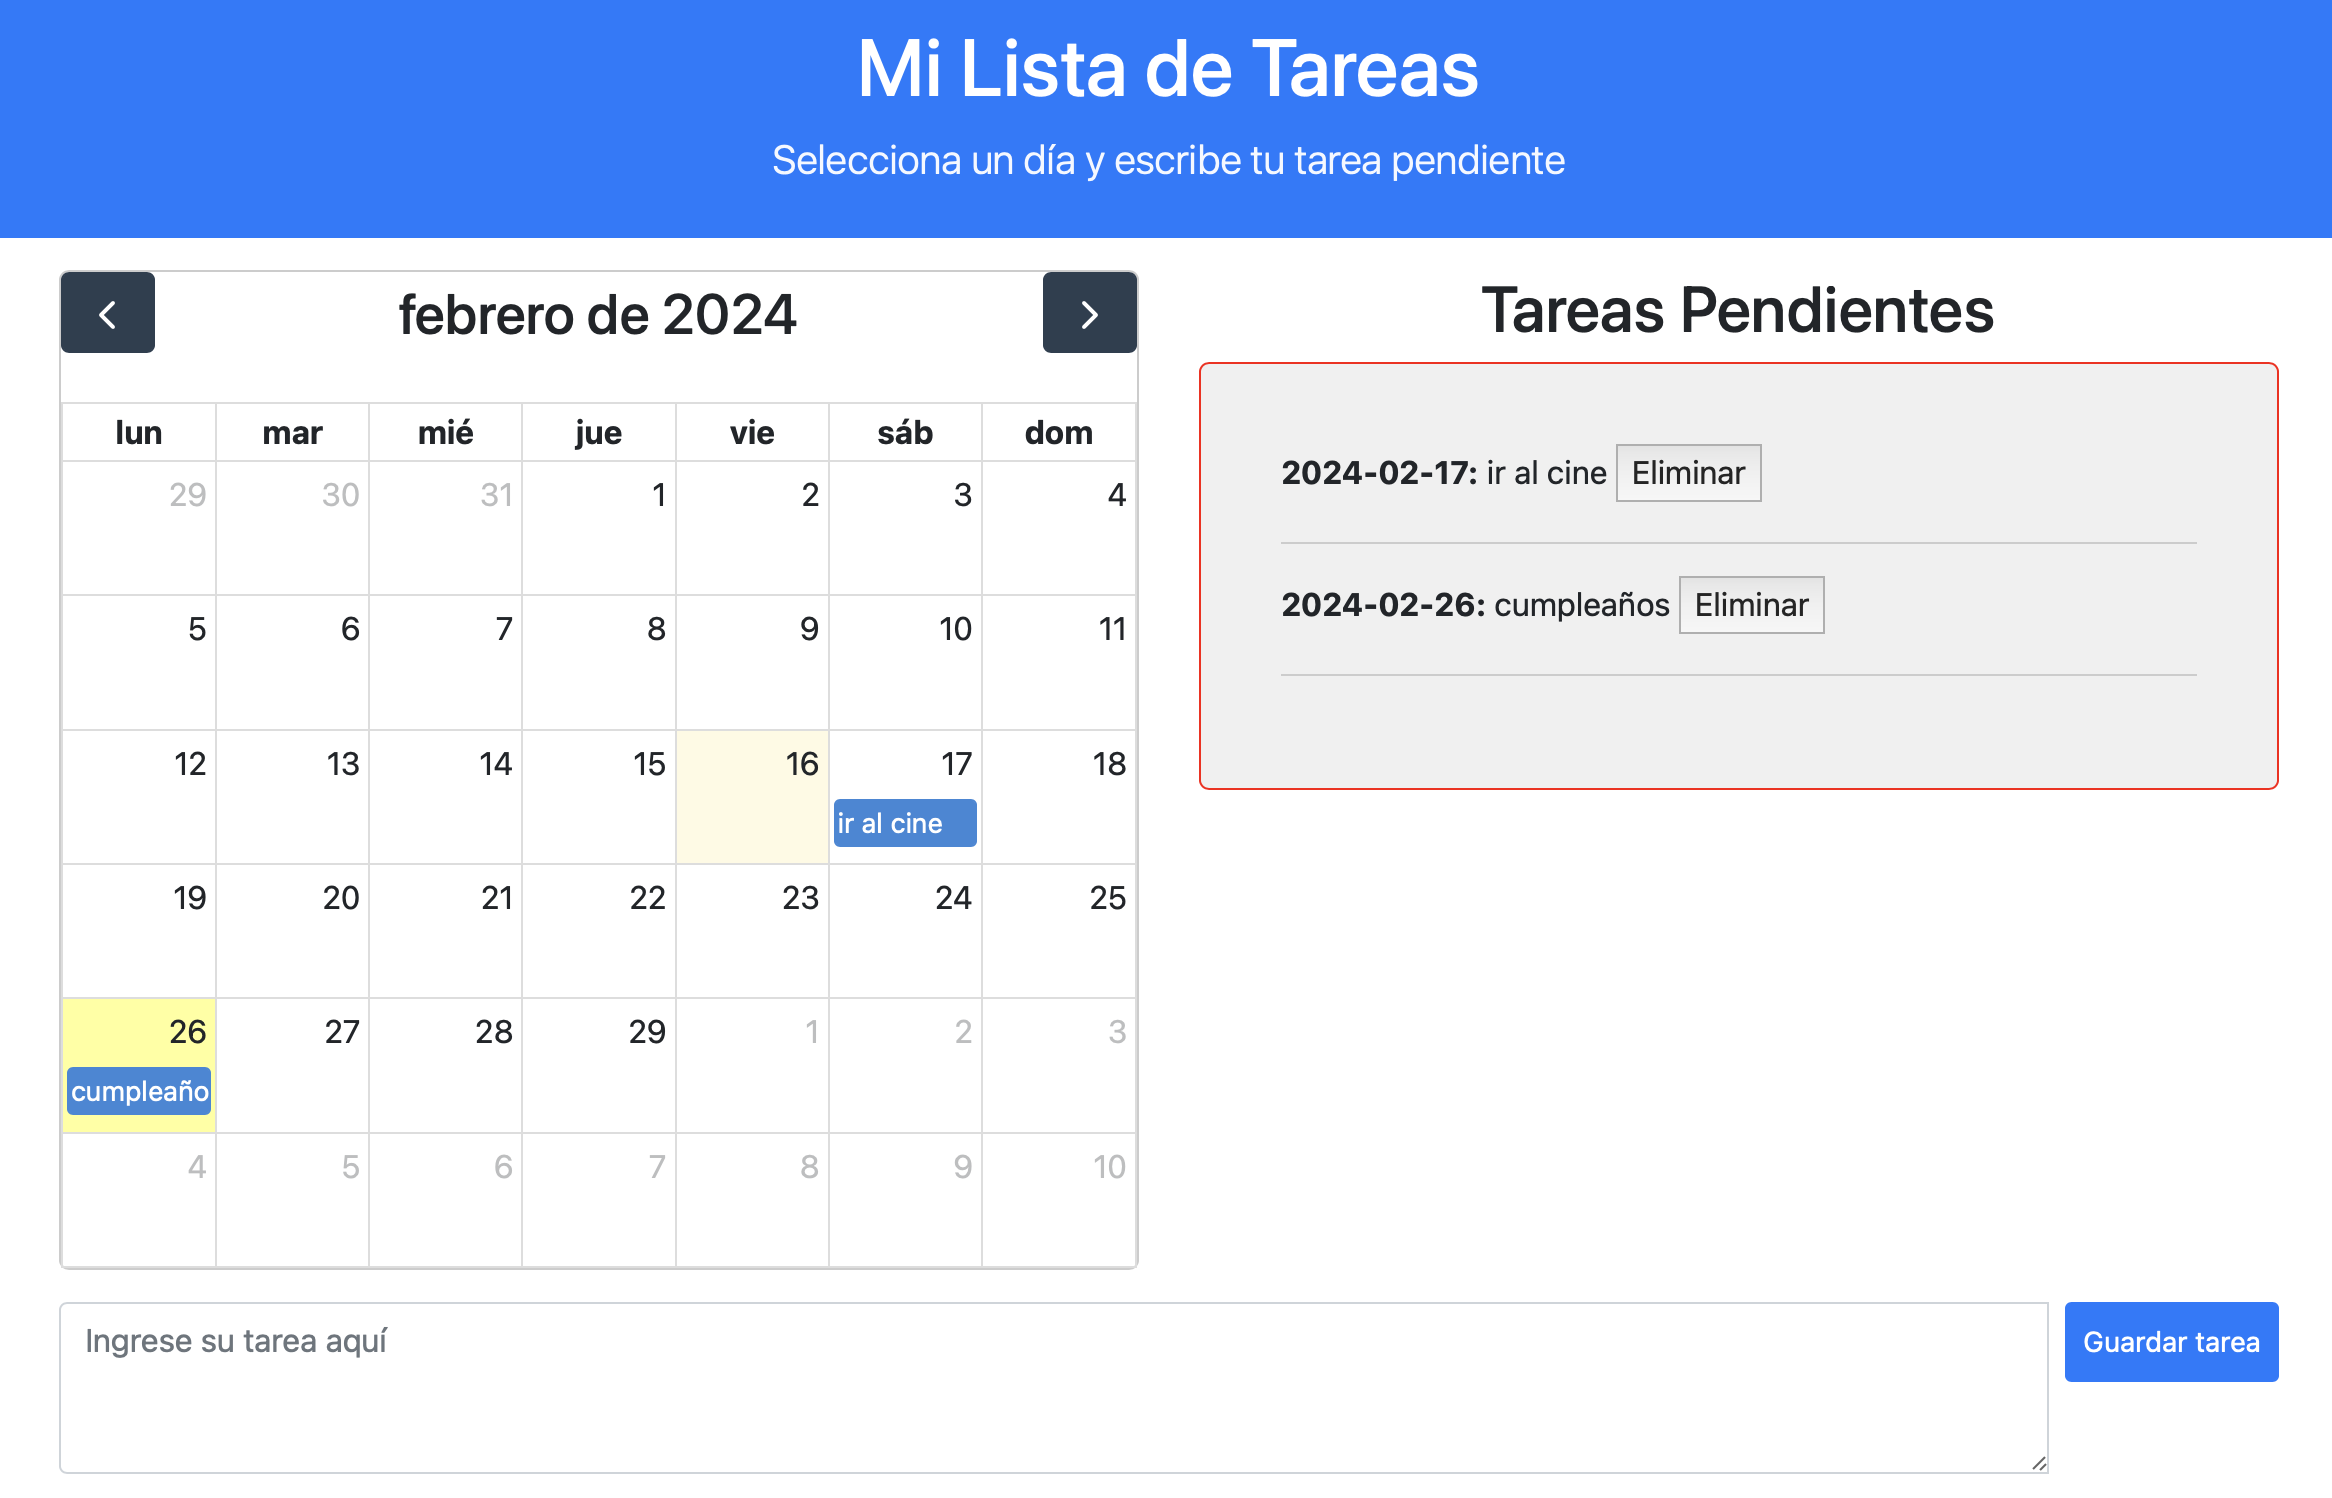 Mi Lista de Tareas
Selecciona un día y escribe tu tarea pendiente
febrero de 2024
lun mar mié jue vie sáb dom
29 30 31 1 2 3 4
5 6 7 8 9 10 11
12 13 14 15 16 17 18
ir al cine
19 20 21 22 23 24 25
26 27 28 29 1 2 3
cumpleaño
4 5 6 7 8 9 10
Tareas Pendientes
2024-02-17: ir al cine Eliminar
2024-02-26: cumpleaños Eliminar
Ingrese su tarea aquí
Guardar tarea